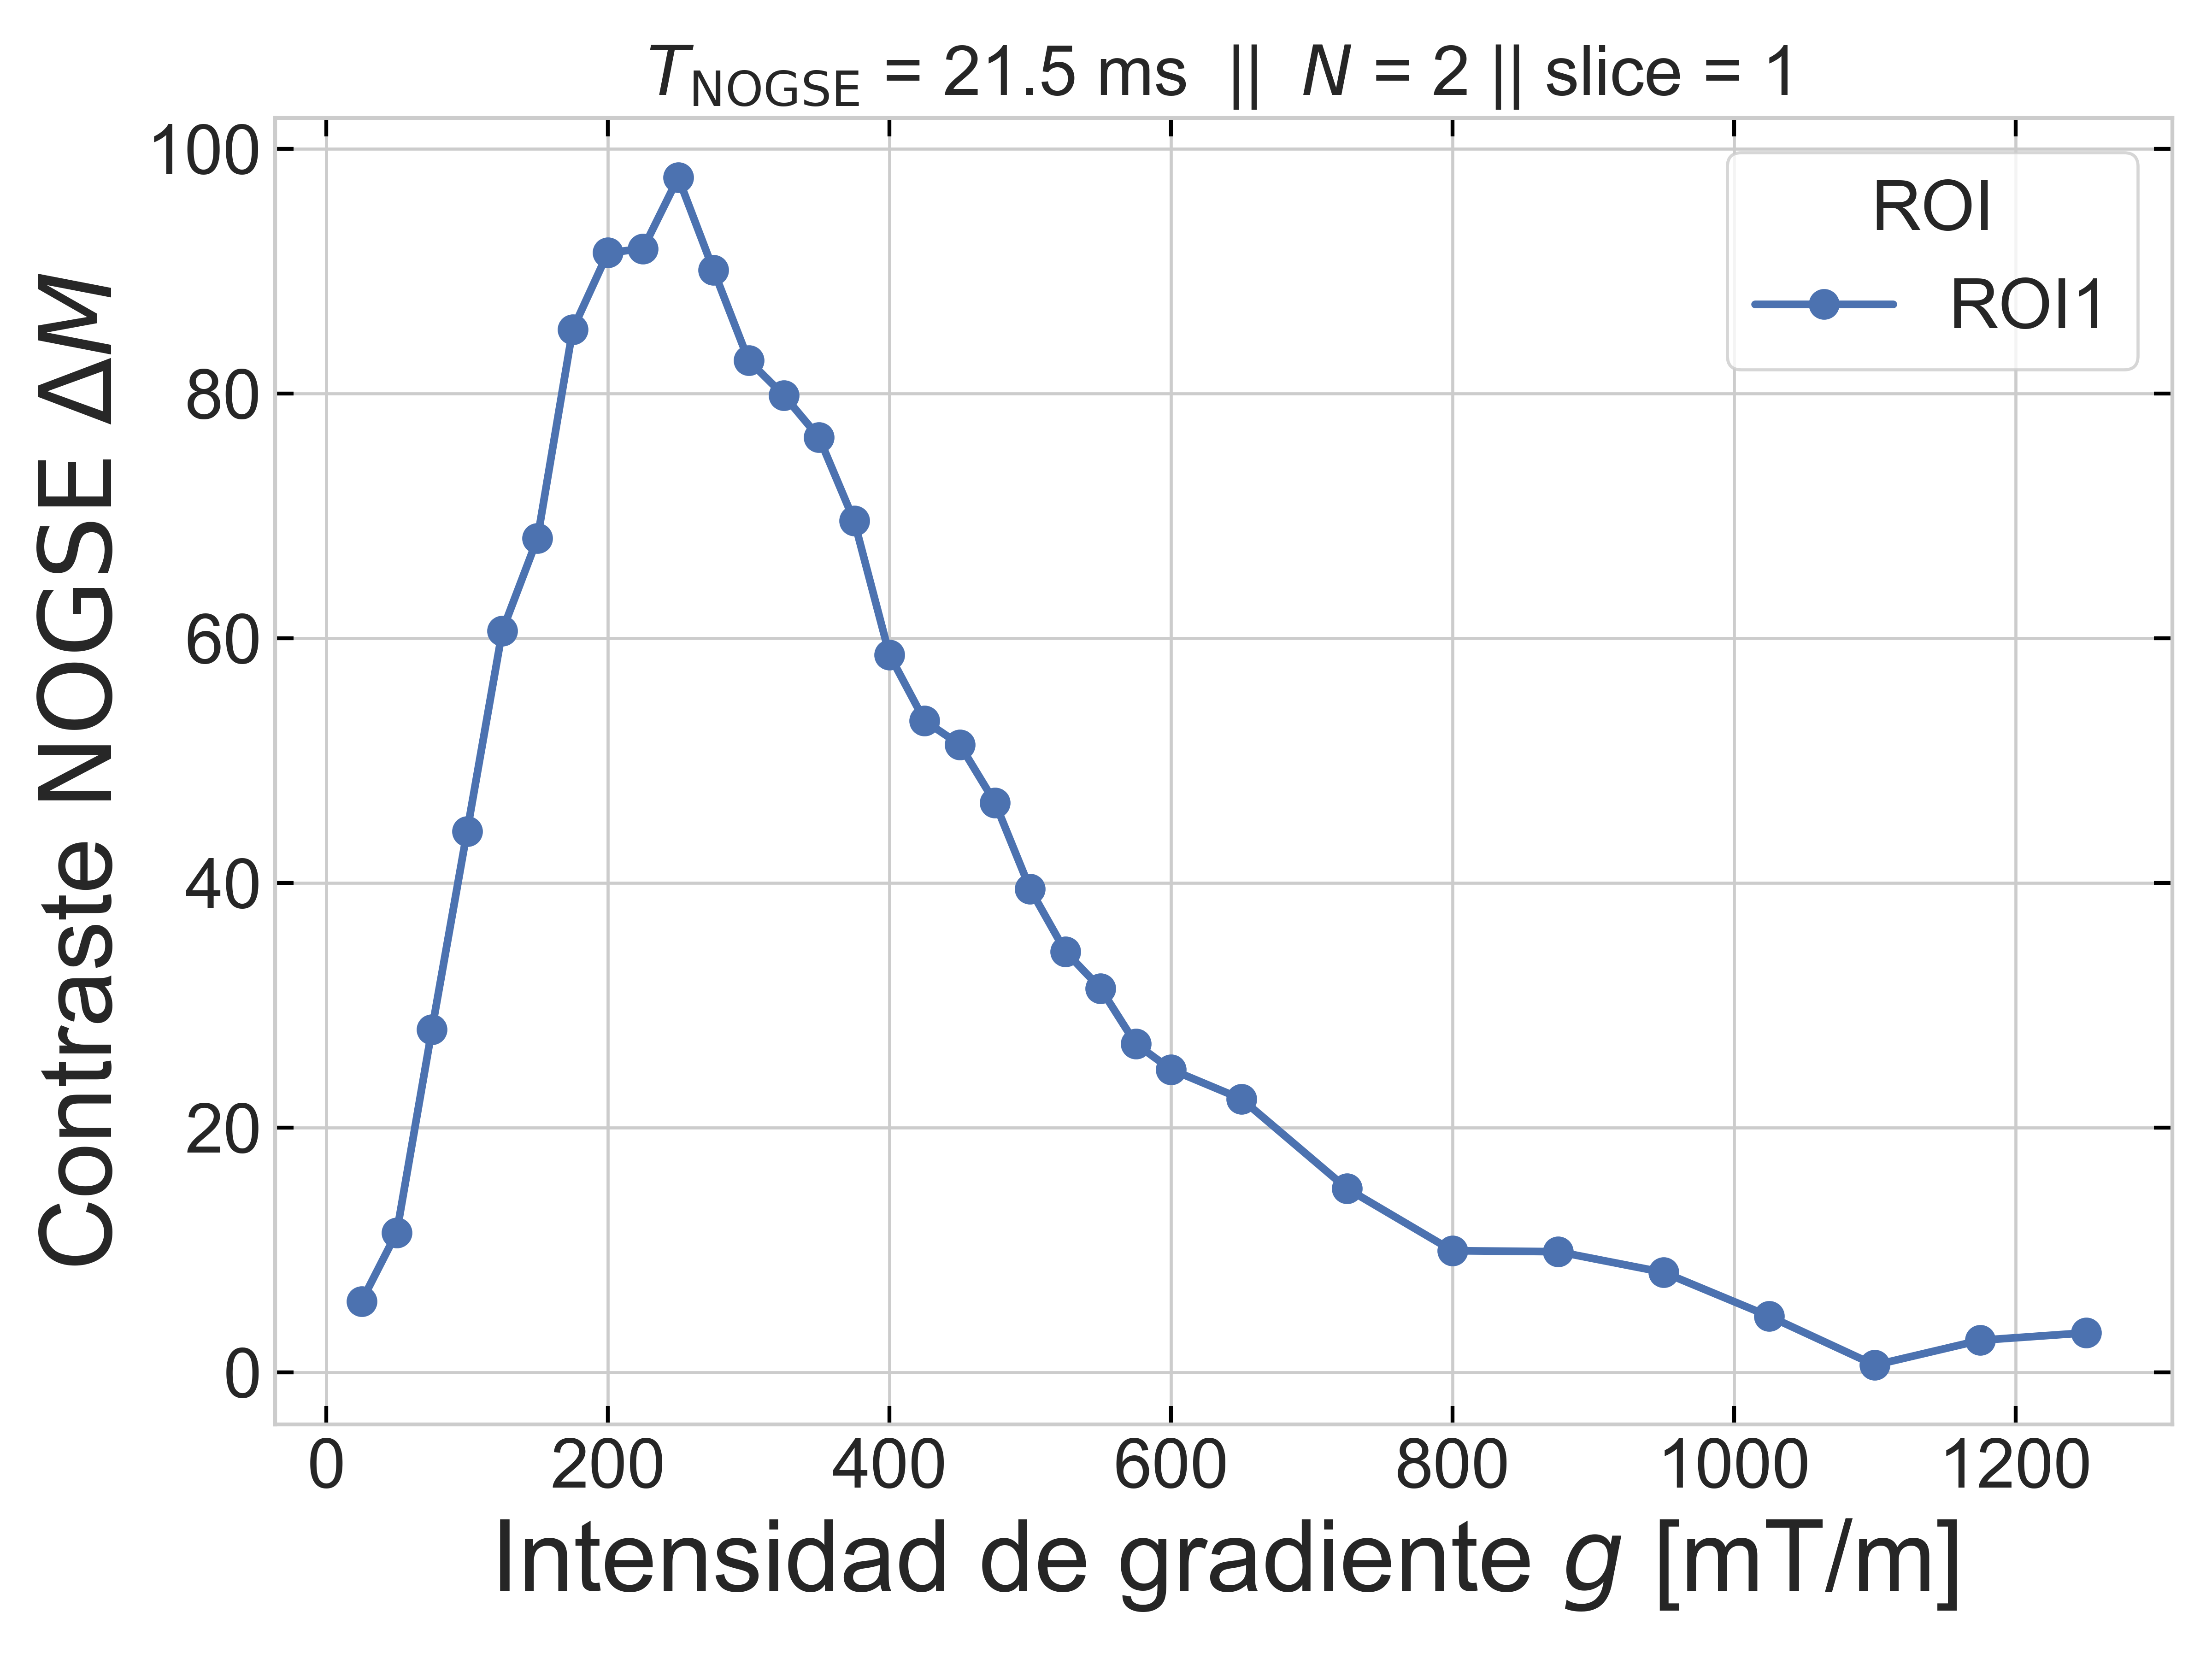 T_NOGSE = 21.5 ms || N = 2 || slice = 1
Contraste NOGSE ΔM
100
80
60
40
20
0
ROI
ROI1
0 200 400 600 800 1000 1200
Intensidad de gradiente g [mT/m]